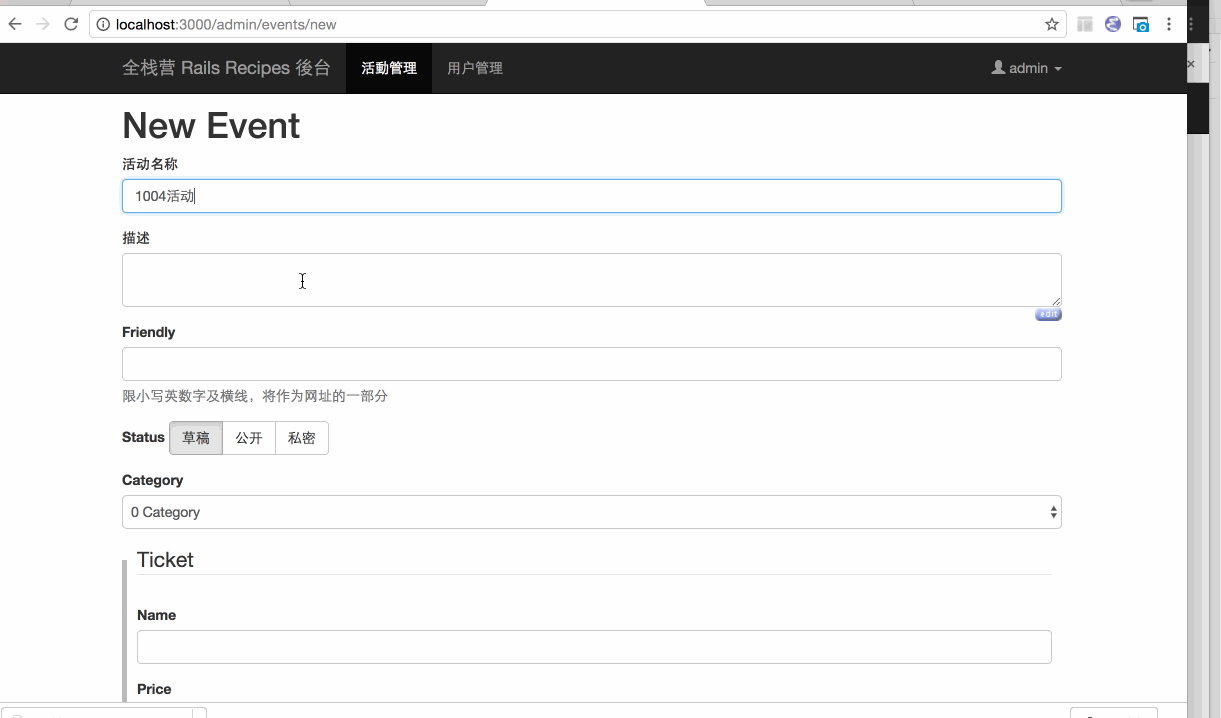 localhost:3000/admin/events/new
全栈营 Rails Recipes 後台 活動管理 用户管理 admin
New Event
活动名称
1004活动
描述
edit
Friendly
限小写英数字及横线，将作为网址的一部分
Status 草稿 公开 私密
Category
0 Category
Ticket
Name
Price